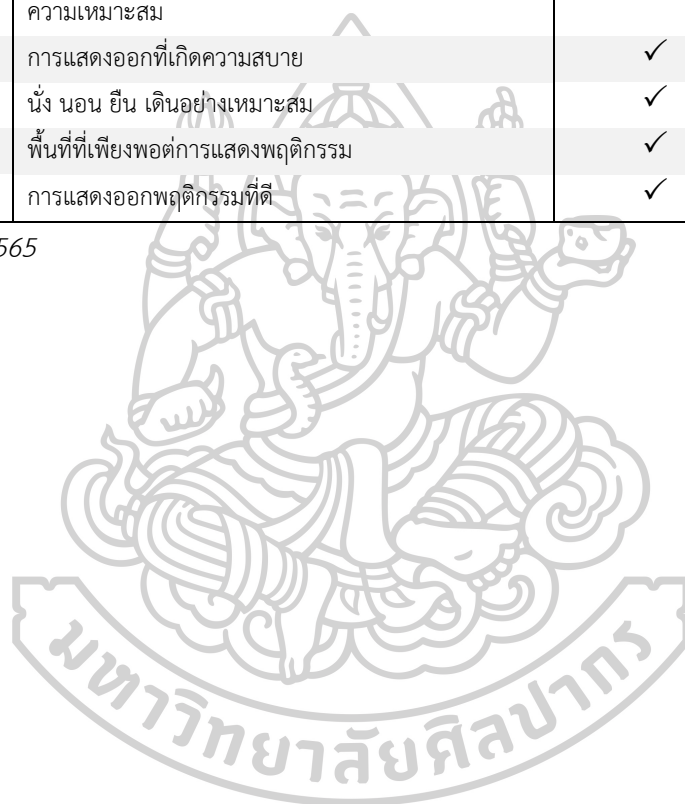 ความเหมาะสม
การแสดงออกที่เกิดความสบาย ✓
นั่ง นอน ยืน เดินอย่างเหมาะสม ✓
พื้นที่ที่เพียงพอต่การแสดงพฤติกรรม ✓
การแสดงออกพฤติกรรมที่ดี ✓
565
มหาวิทยาลัยศิลปากร